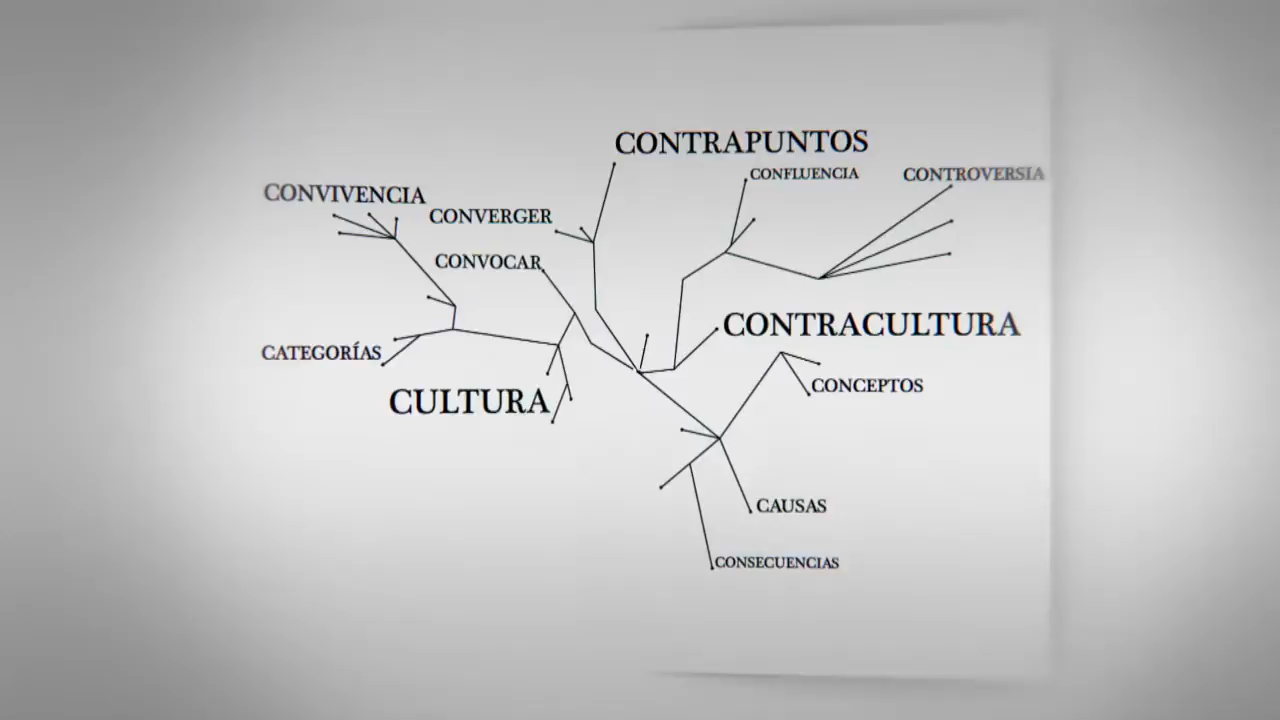 CONTRAPUNTOS
CONFLUENCIA
CONTROVERSIA
CONVIVENCIA
CONVERGER
CONVOCAR
CONTRACULTURA
CATEGORÍAS
CONCEPTOS
CULTURA
CAUSAS
CONSECUENCIAS